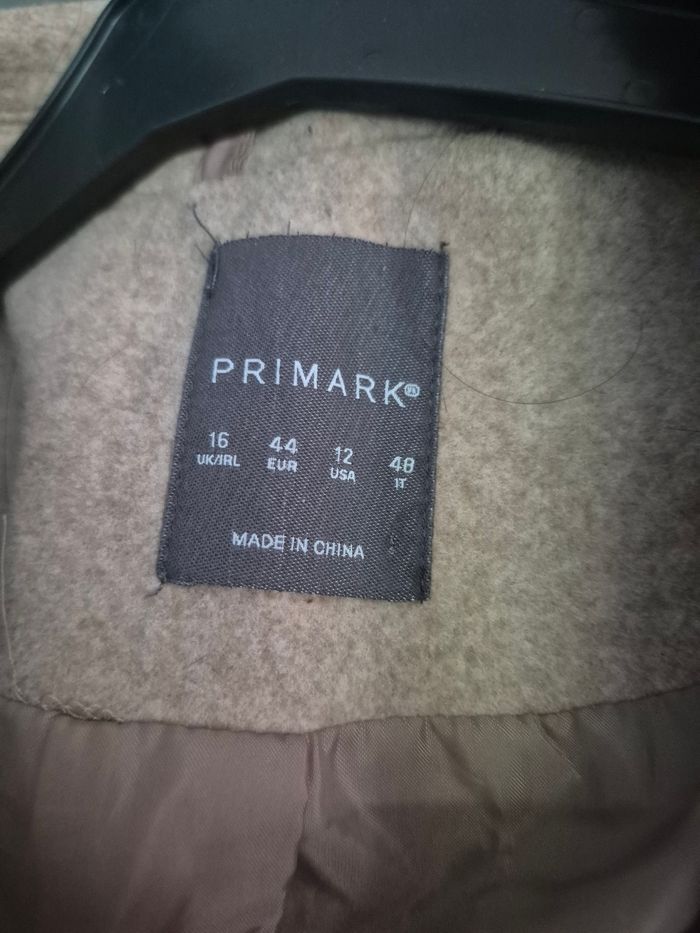 PRIMARK®
16 44 12 48
UK/IRL EUR USA IT
MADE IN CHINA